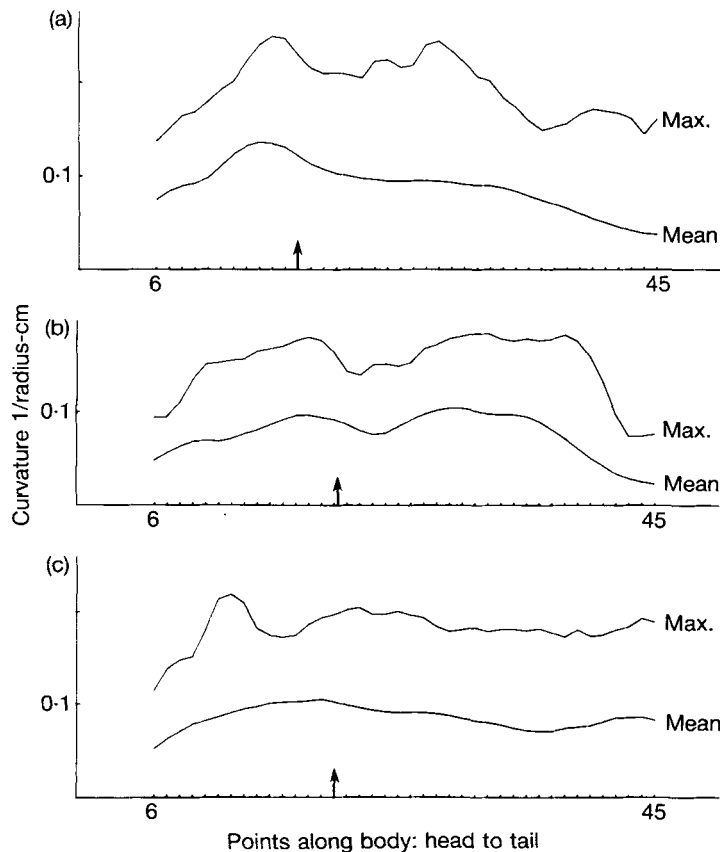 (a)
Max.
0·1
Mean
6
45
(b)
0·1
Max.
Mean
6
45
Curvature 1/radius-cm
(c)
Max.
0·1
Mean
6
45
Points along body: head to tail